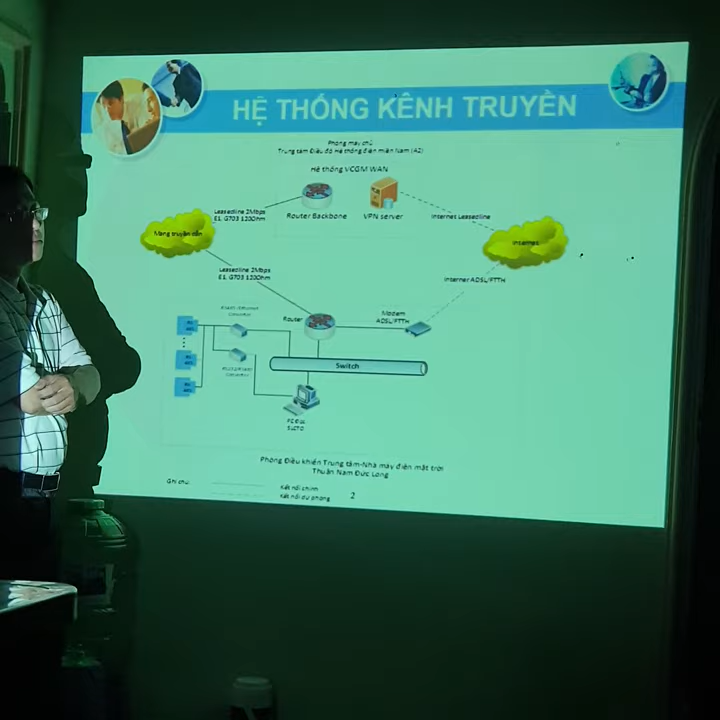 HỆ THỐNG KÊNH TRUYỀN
Phòng máy chủ
Trung tâm Điều độ Hệ thống điện miền Nam (A2)
Hệ thống VCGM WAN
Leasedline 2Mbps
E1, G703 120Ohm
Router Backbone
VPN server
Internet Leasedline
Mạng truyền dẫn
Internet
Leasedline 2Mbps
E1, G703 120Ohm
Internet ADSL/FTTH
Router
Modem
ADSL/FTTH
Converter
Switch
Converter
Phòng Điều khiển Trung tâm-Nhà máy điện mặt trời
Thuận Nam Đức Long
Ghi chú:
Kết nối chính
Kết nối dự phòng
2